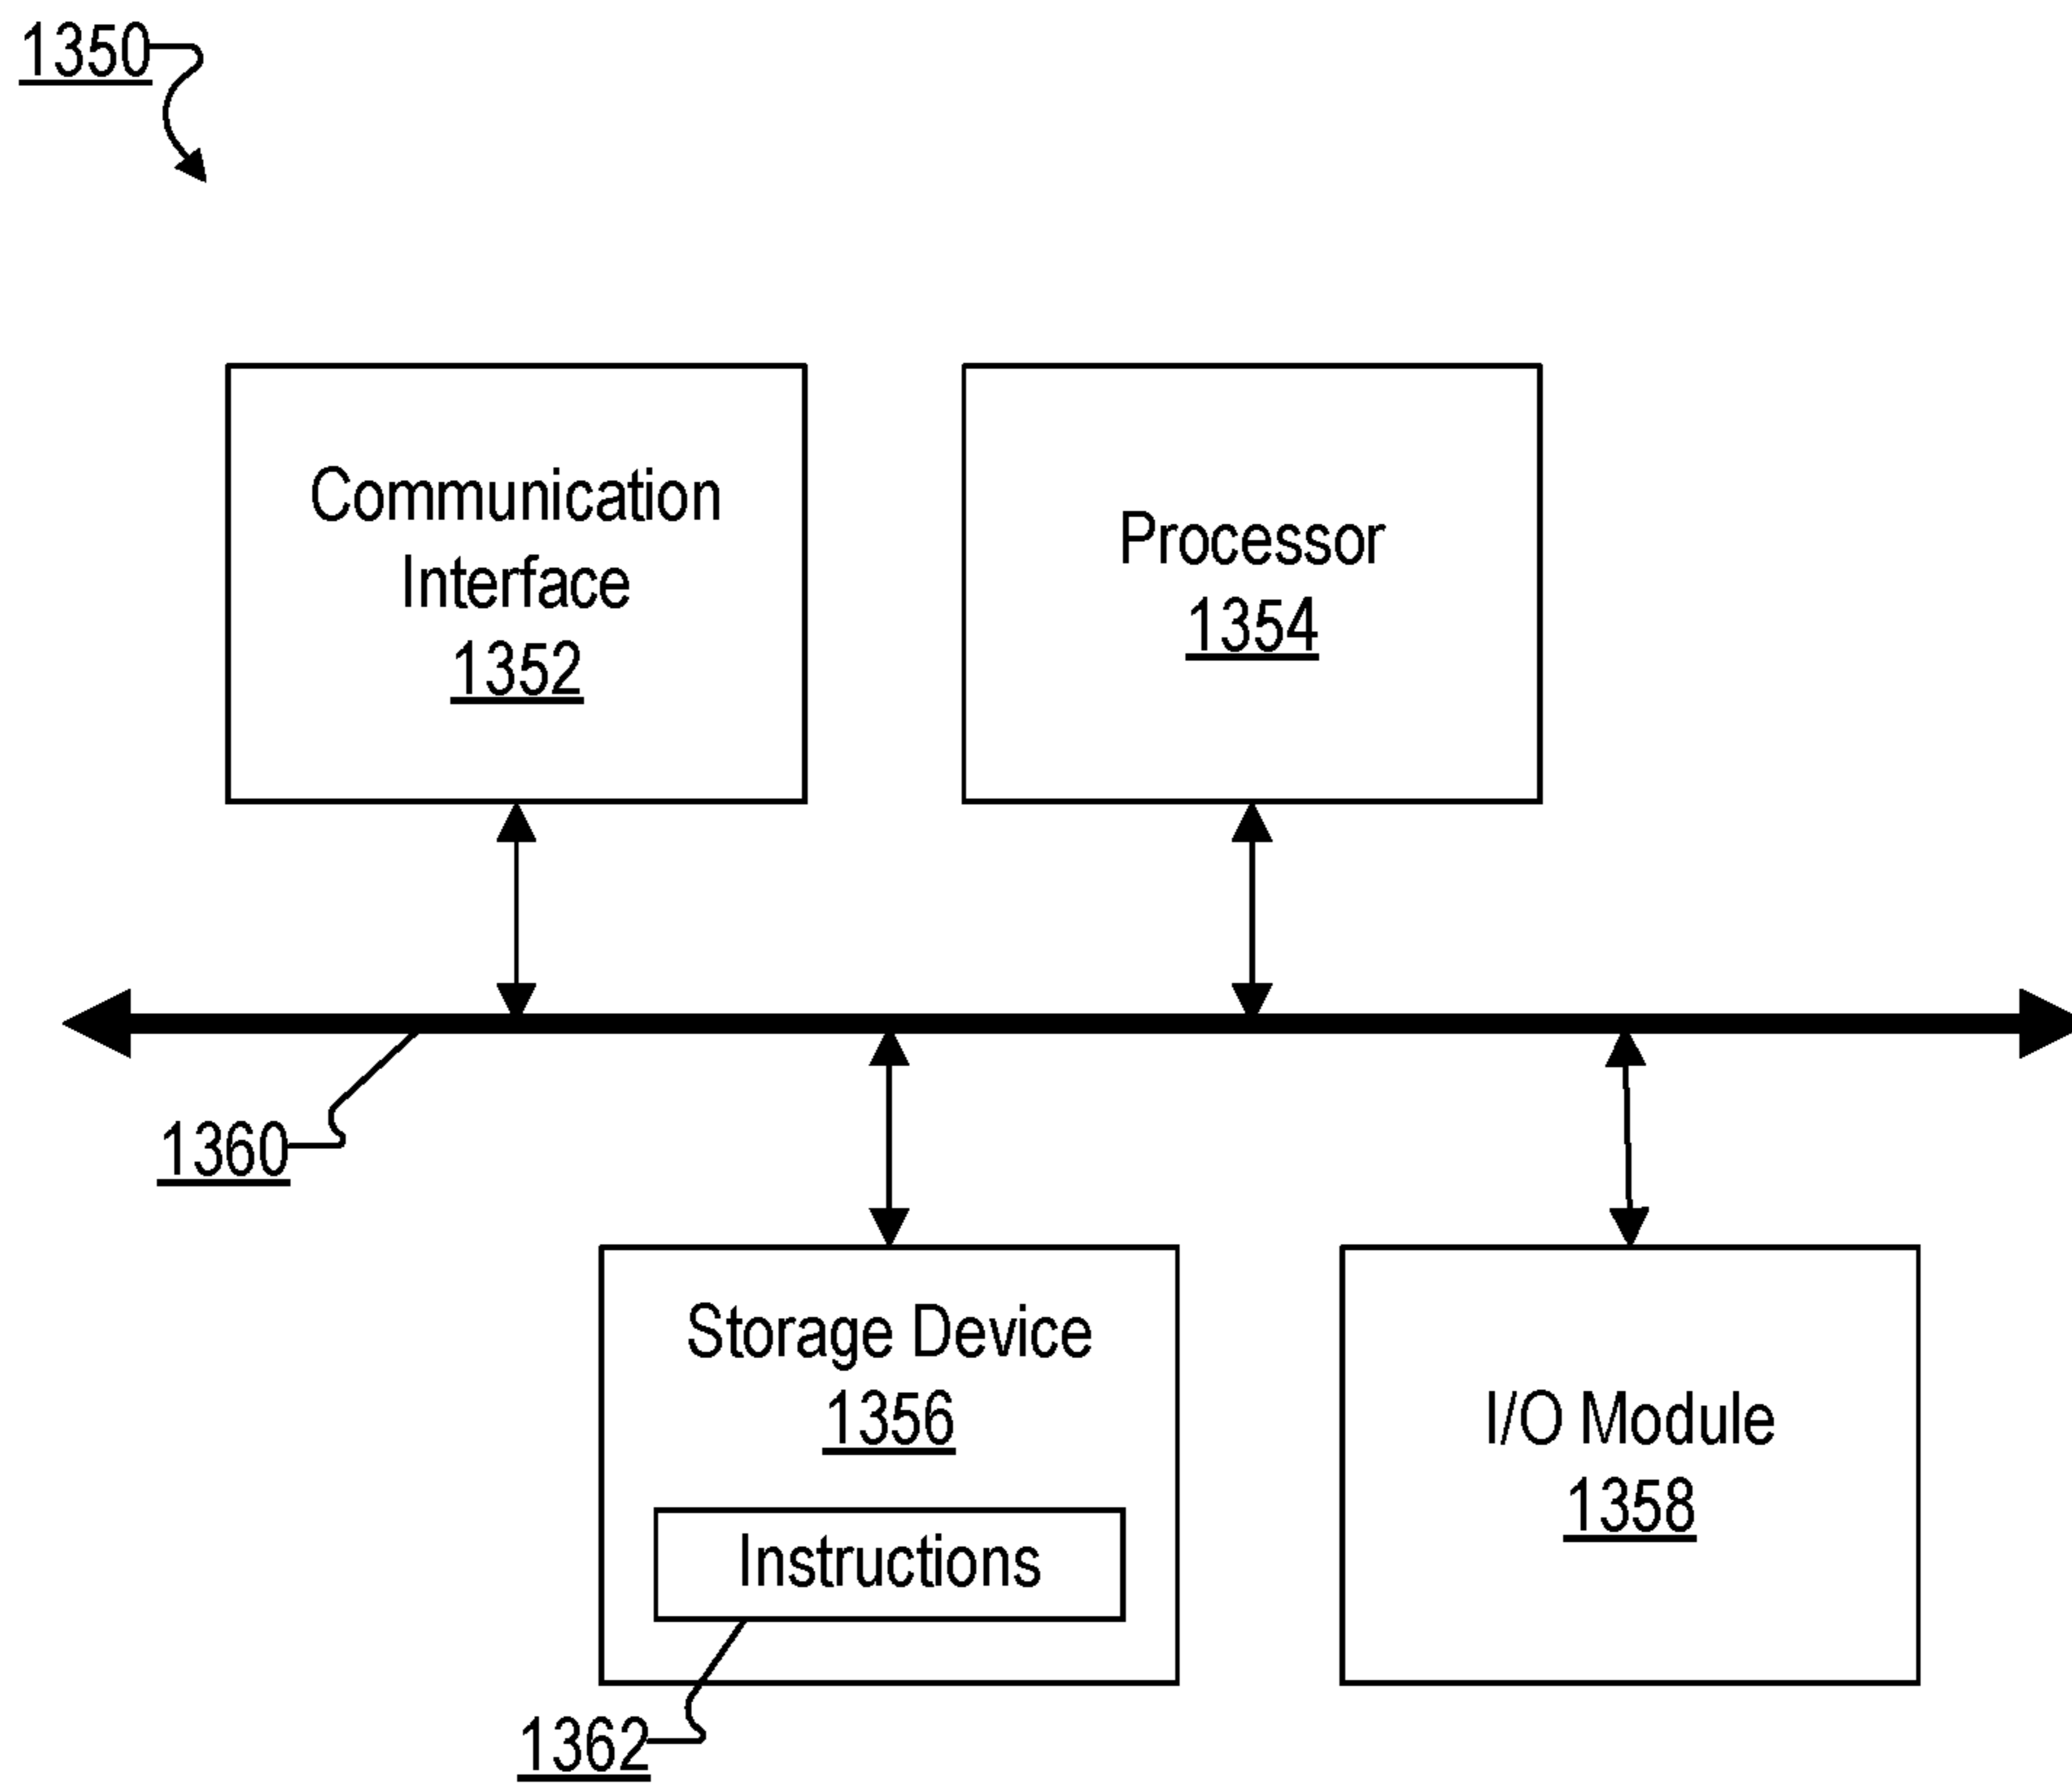 1350
Communication
Interface
1352
Processor
1354
1360
Storage Device
1356
Instructions
1362
I/O Module
1358